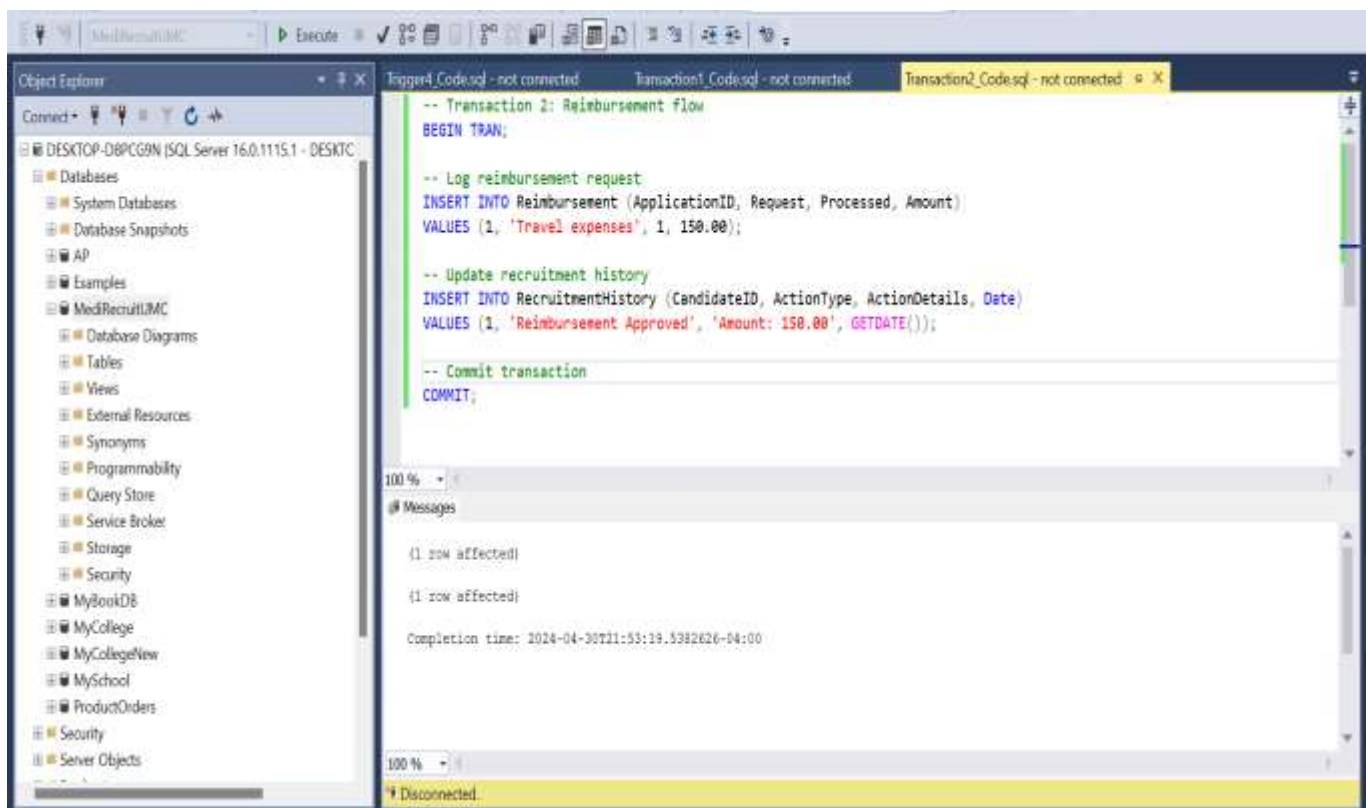 MediRecruitUMC
Execute
Object Explorer
Connect
DESKTOP-D8PCG9N (SQL Server 16.0.1115.1 - DESKTC
Databases
System Databases
Database Snapshots
AP
Examples
MediRecruitUMC
Database Diagrams
Tables
Views
External Resources
Synonyms
Programmability
Query Store
Service Broker
Storage
Security
MyBookDB
MyCollege
MyCollegeNew
MySchool
ProductOrders
Security
Server Objects
Trigger4_Code.sql - not connected Transaction1_Code.sql - not connected Transaction2_Code.sql - not connected
-- Transaction 2: Reimbursement flow
BEGIN TRAN;
-- Log reimbursement request
INSERT INTO Reimbursement (ApplicationID, Request, Processed, Amount)
VALUES (1, 'Travel expenses', 1, 150.00);
-- Update recruitment history
INSERT INTO RecruitmentHistory (CandidateID, ActionType, ActionDetails, Date)
VALUES (1, 'Reimbursement Approved', 'Amount: 150.00', GETDATE());
-- Commit transaction
COMMIT;
100 %
Messages
(1 row affected)
(1 row affected)
Completion time: 2024-04-30T21:53:19.5382626-04:00
100 %
Disconnected.